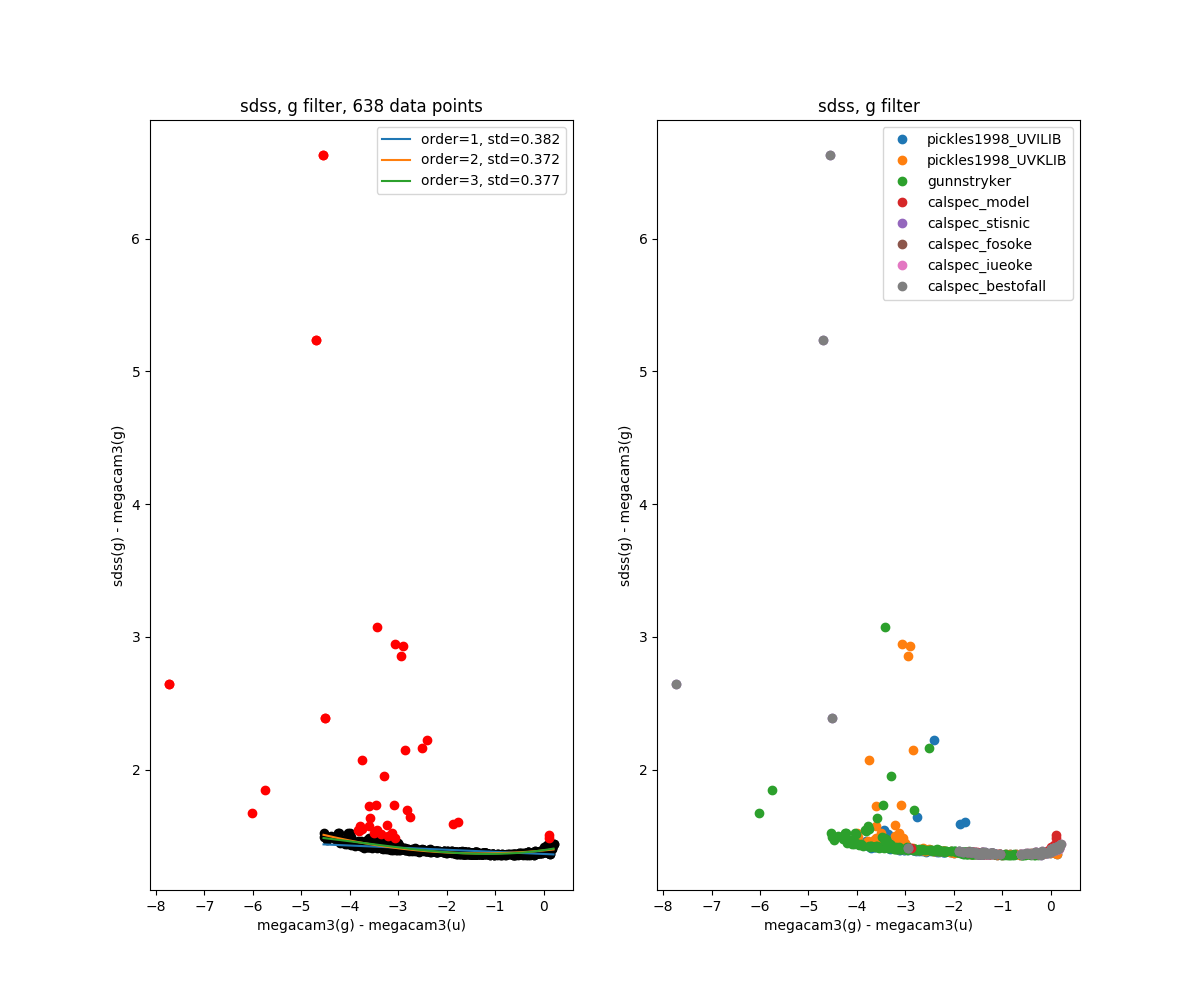 sdss, g filter, 638 data points
order=1, std=0.382
order=2, std=0.372
order=3, std=0.377
6
5
4
3
2
sdss(g) - megacam3(g)
−8 −7 −6 −5 −4 −3 −2 −1 0
megacam3(g) - megacam3(u)
sdss, g filter
pickles1998_UVILIB
pickles1998_UVKLIB
gunnstryker
calspec_model
calspec_stisnic
calspec_fosoke
calspec_iueoke
calspec_bestofall
6
5
4
3
2
sdss(g) - megacam3(g)
−8 −7 −6 −5 −4 −3 −2 −1 0
megacam3(g) - megacam3(u)